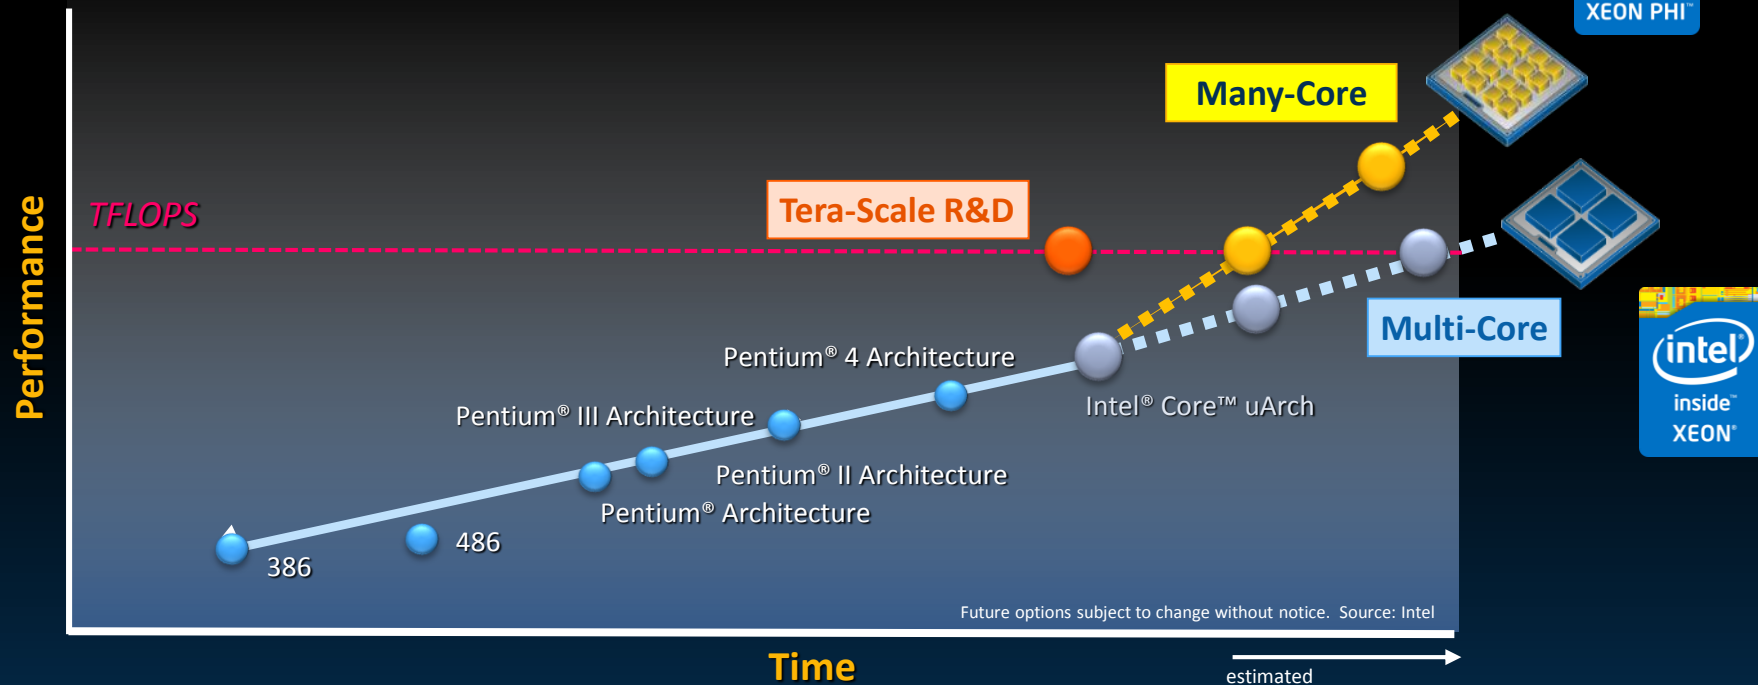 XEON PHI™
Many-Core
Tera-Scale R&D
TFLOPS
Performance
Multi-Core
Pentium® 4 Architecture
intel®
inside™
XEON®
Intel® Core™ uArch
Pentium® III Architecture
Pentium® II Architecture
Pentium® Architecture
486
386
Future options subject to change without notice. Source: Intel
Time
estimated